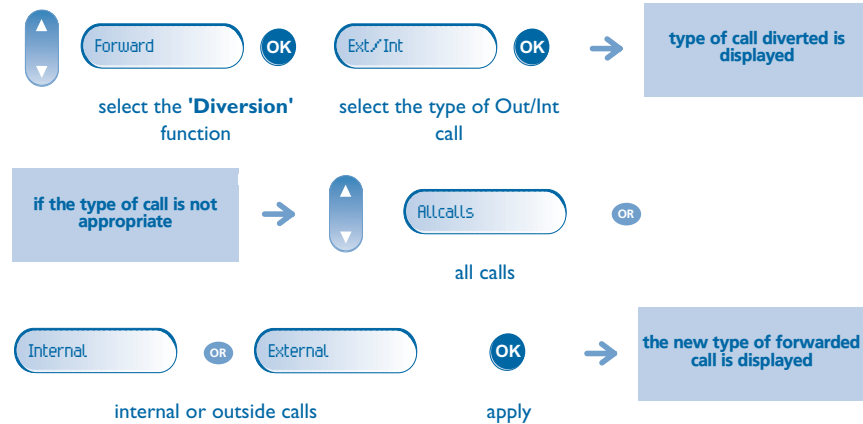 Forward
OK
Ext/Int
OK
type of call diverted is
displayed
select the 'Diversion'
function
select the type of Out/Int
call
if the type of call is not
appropriate
Allcalls
OR
all calls
Internal
OR
External
OK
the new type of forwarded
call is displayed
internal or outside calls
apply